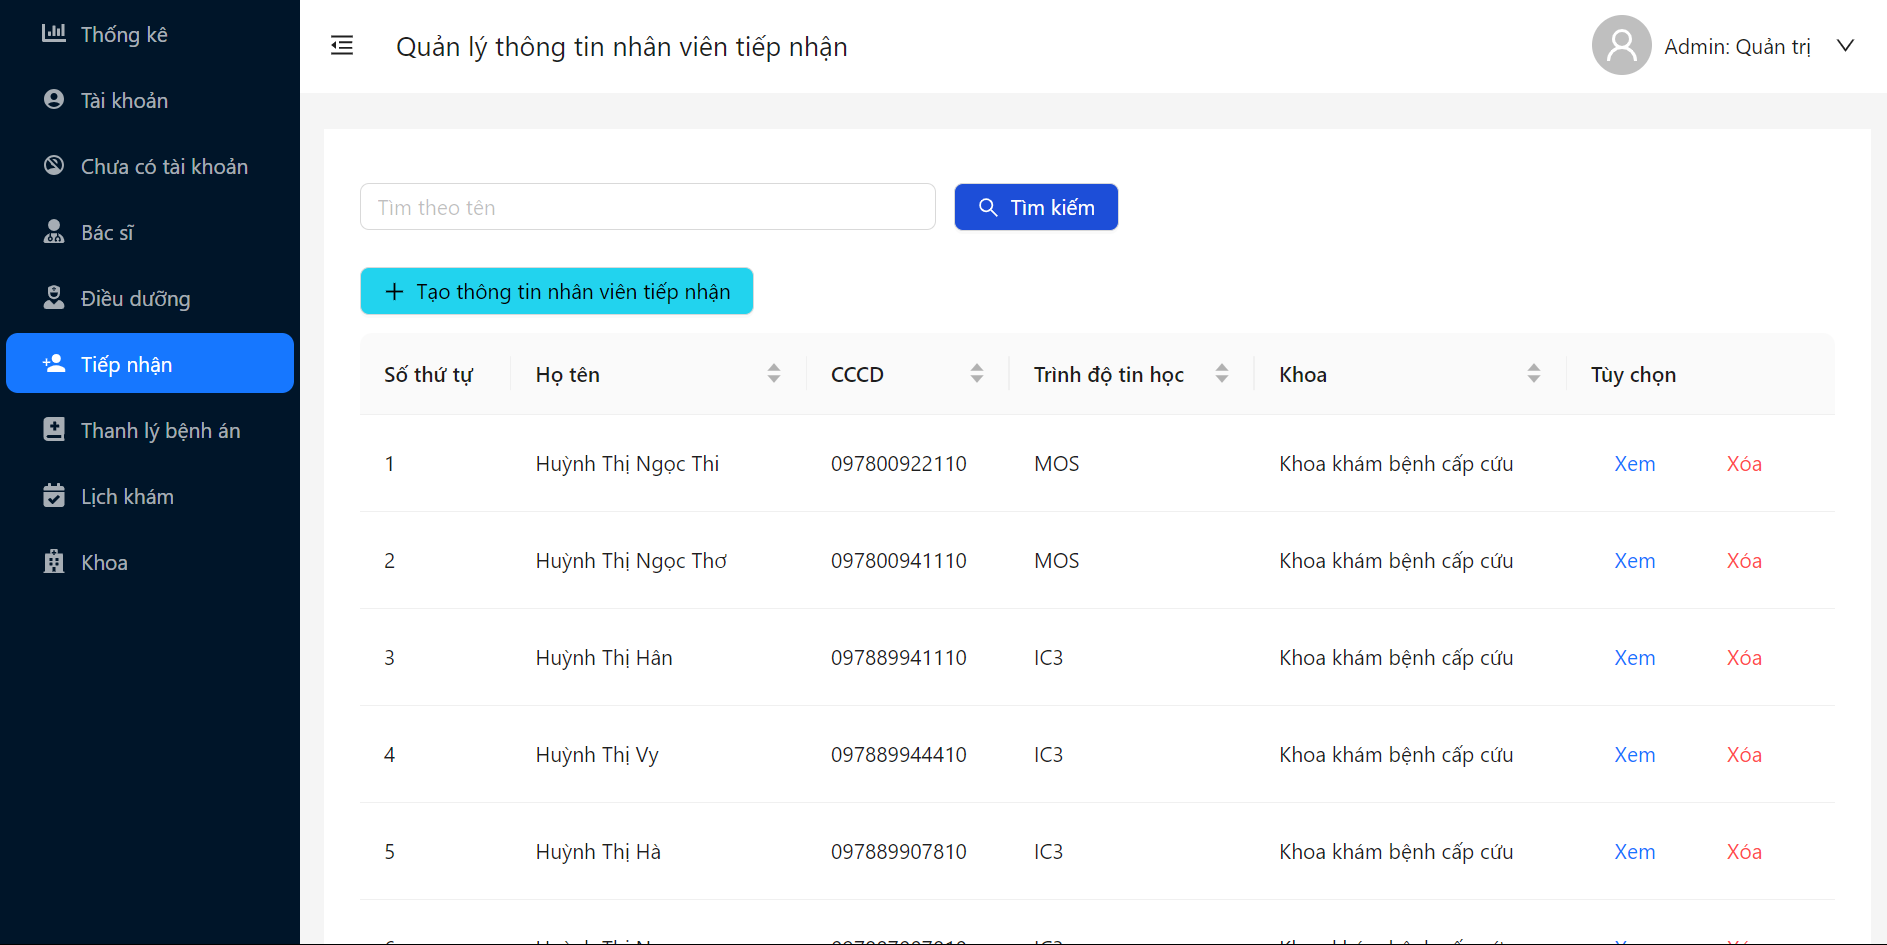 Thống kê
Tài khoản
Chưa có tài khoản
Bác sĩ
Điều dưỡng
Tiếp nhận
Thanh lý bệnh án
Lịch khám
Khoa
Quản lý thông tin nhân viên tiếp nhận
Admin: Quản trị
Tìm theo tên
Tìm kiếm
Tạo thông tin nhân viên tiếp nhận
Số thứ tự Họ tên CCCD Trình độ tin học Khoa Tùy chọn
1 Huỳnh Thị Ngọc Thi 097800922110 MOS Khoa khám bệnh cấp cứu Xem Xóa
2 Huỳnh Thị Ngọc Thơ 097800941110 MOS Khoa khám bệnh cấp cứu Xem Xóa
3 Huỳnh Thị Hân 097889941110 IC3 Khoa khám bệnh cấp cứu Xem Xóa
4 Huỳnh Thị Vy 097889944410 IC3 Khoa khám bệnh cấp cứu Xem Xóa
5 Huỳnh Thị Hà 097889907810 IC3 Khoa khám bệnh cấp cứu Xem Xóa